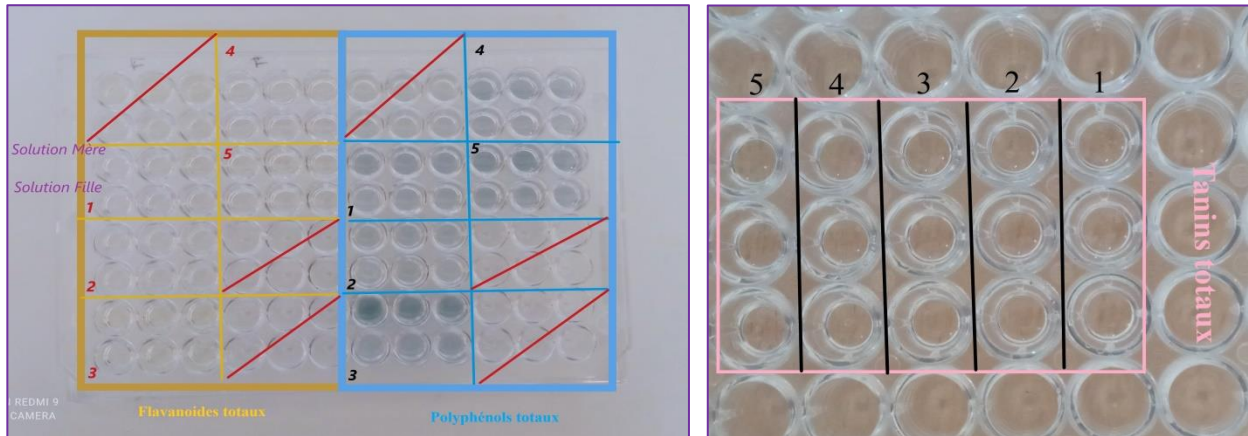 4
4
Solution Mère
5
5
Solution Fille
1
1
2
2
3
3
I REDMI 9
CAMERA
Flavanoides totaux
Polyphénols totaux
5 4 3 2 1
Tanins totaux